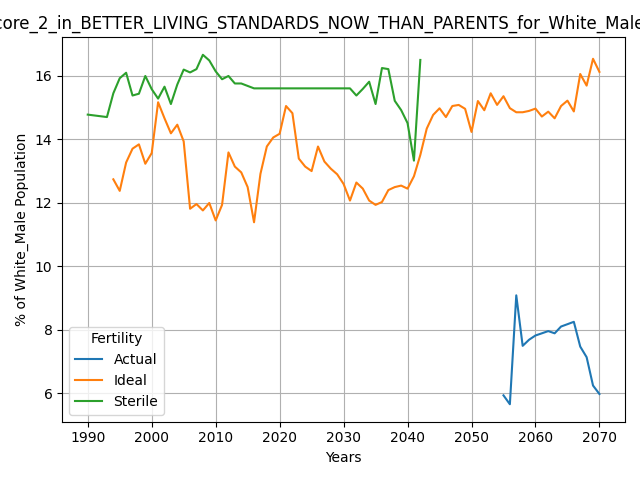 core_2_in_BETTER_LIVING_STANDARDS_NOW_THAN_PARENTS_for_White_Male
% of White_Male Population
16
14
12
10
8
6
Fertility
Actual
Ideal
Sterile
1990 2000 2010 2020 2030 2040 2050 2060 2070
Years